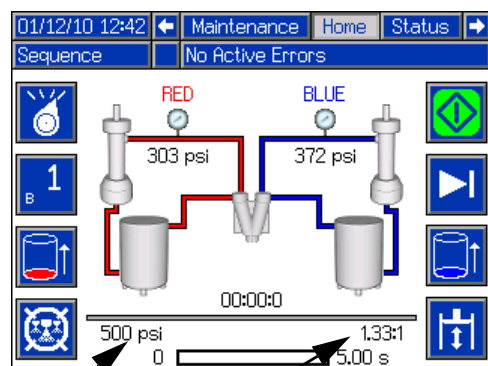 01/12/10 12:42 Maintenance Home Status
Sequence No Active Errors
RED BLUE
303 psi 372 psi
1
B
00:00:0
500 psi 1.33:1
0 5.00 s